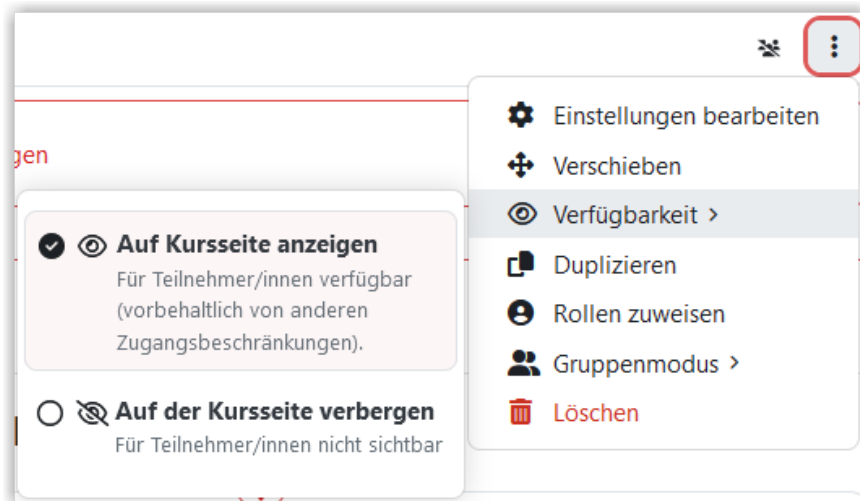 gen
Einstellungen bearbeiten
Verschieben
Verfügbarkeit >
Duplizieren
Rollen zuweisen
Gruppenmodus >
Löschen
Auf Kursseite anzeigen
Für Teilnehmer/innen verfügbar
(vorbehaltlich von anderen
Zugangsbeschränkungen).
Auf der Kursseite verbergen
Für Teilnehmer/innen nicht sichtbar